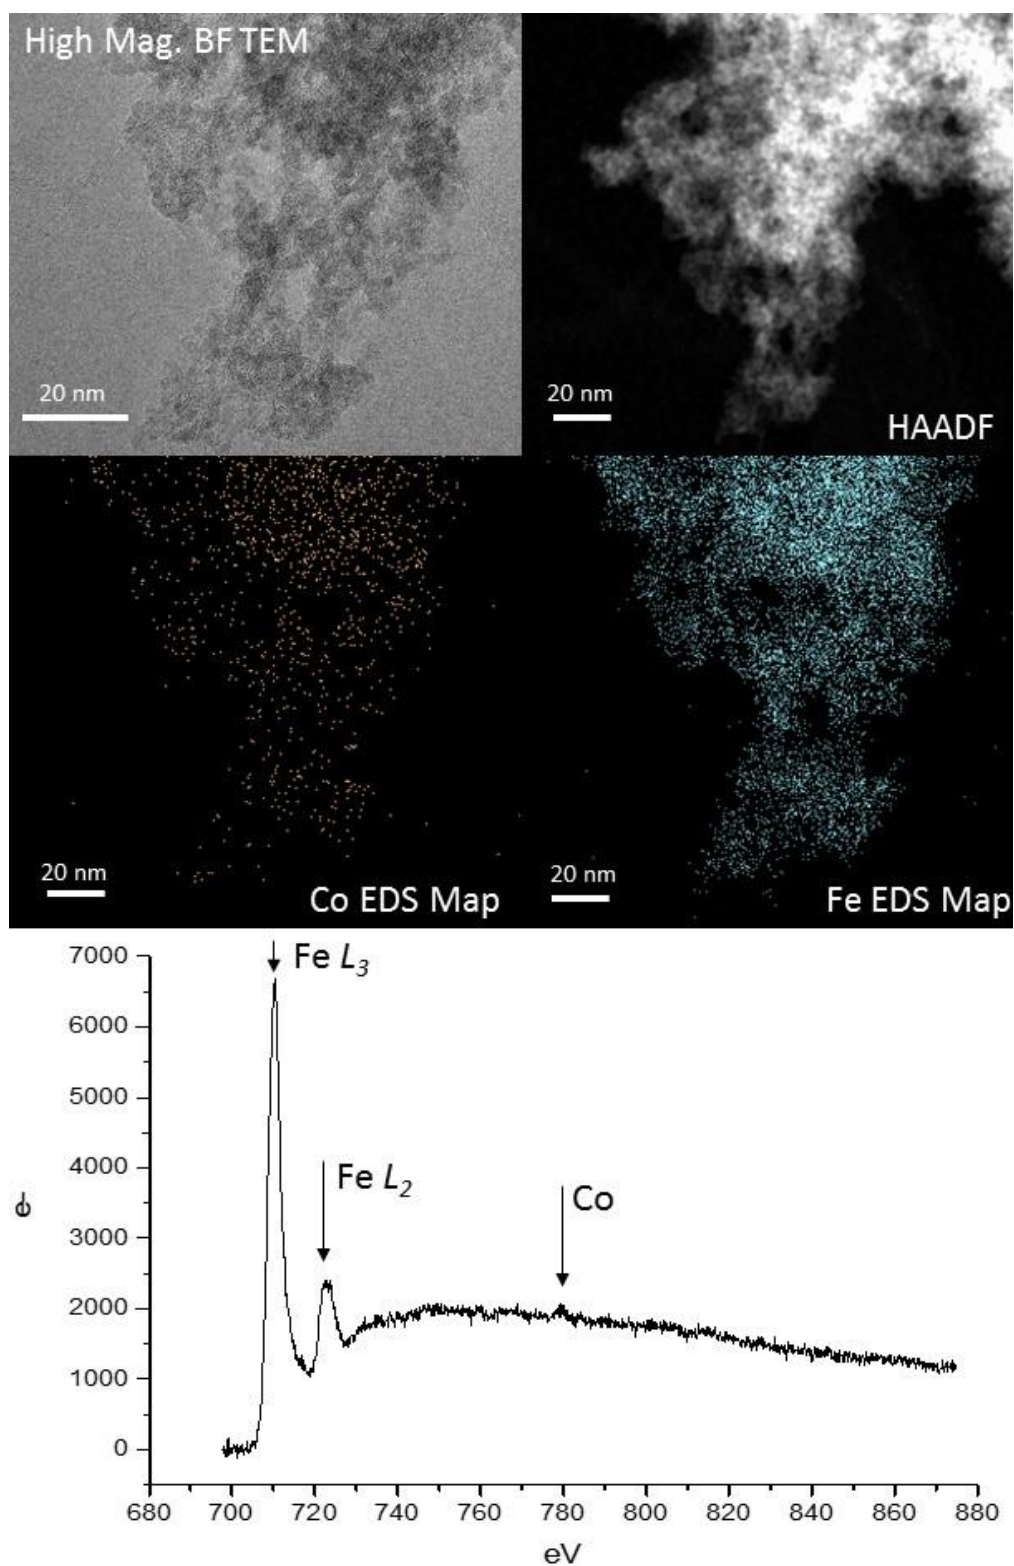 High Mag. BF TEM
20 nm
20 nm
HAADF
20 nm
Co EDS Map
20 nm
Fe EDS Map
7000
6000
5000
4000
3000
2000
1000
0
e-
Fe L₃
Fe L₂
Co
680 700 720 740 760 780 800 820 840 860 880
eV